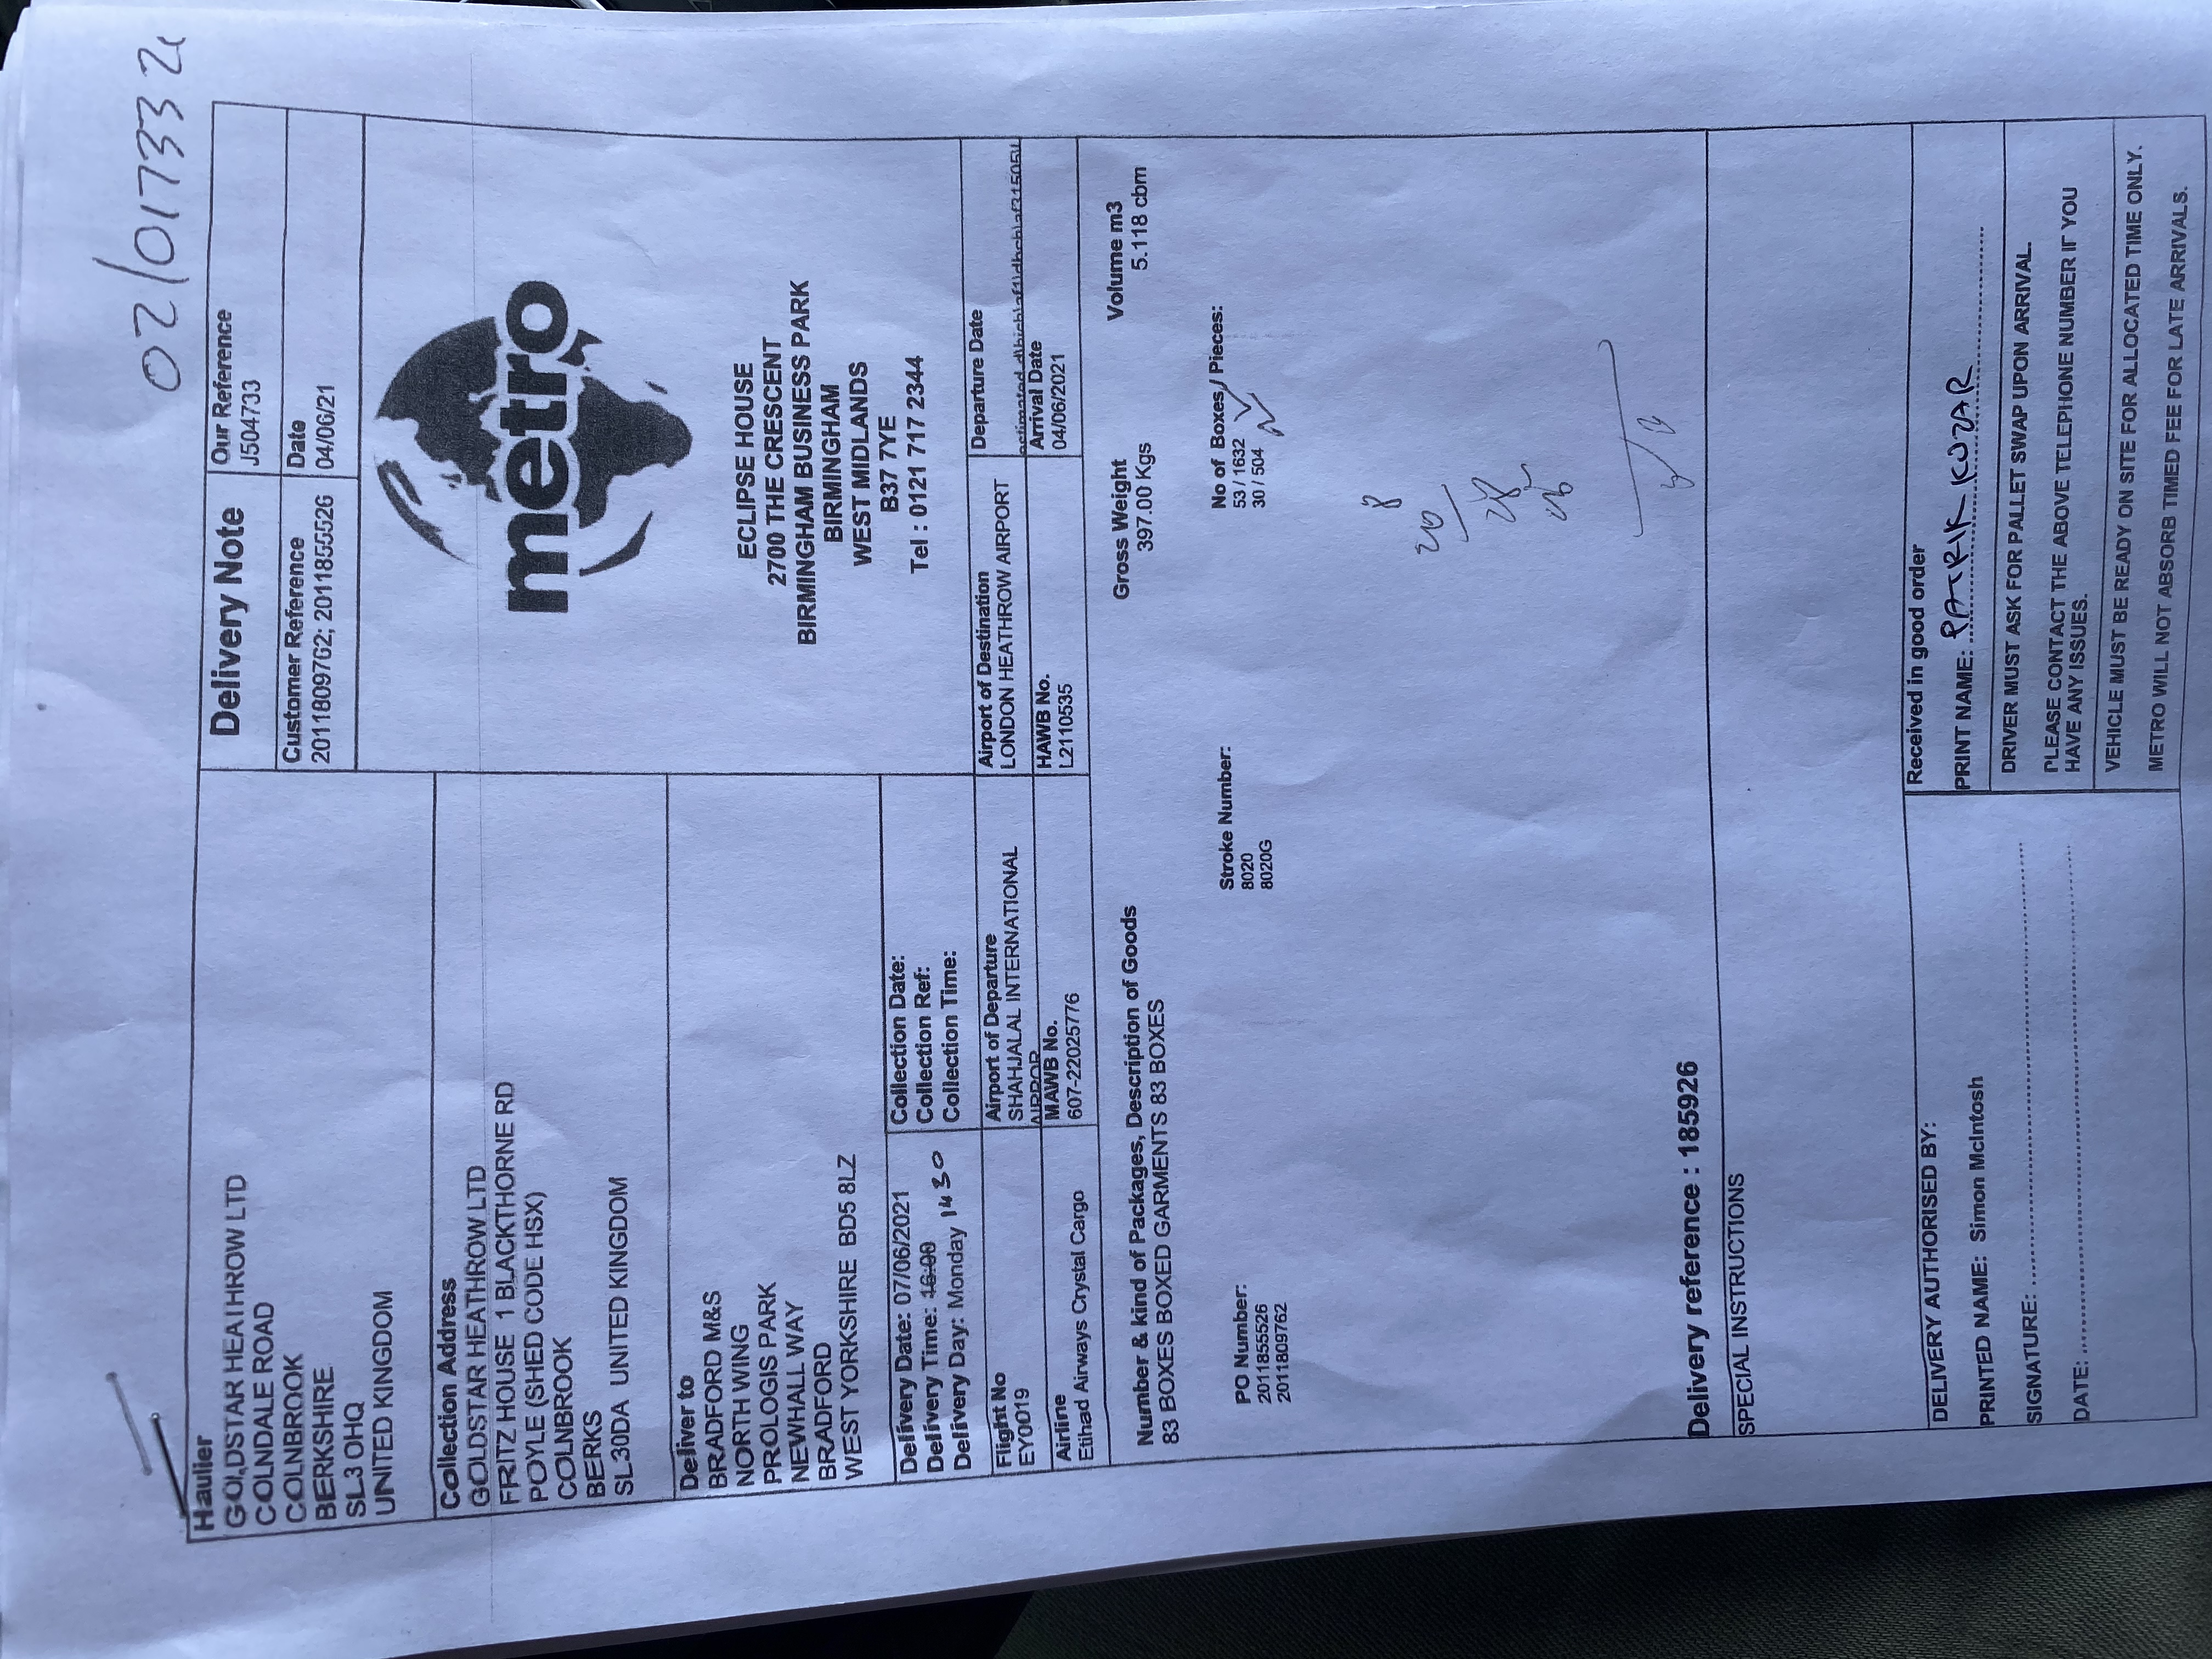 02/017332
Haulier
GOLDSTAR HEATHROW LTD
COLNDALE ROAD
COLNBROOK
BERKSHIRE
SL3 0HQ
UNITED KINGDOM
Delivery Note
Our Reference
J504733
Customer Reference
2011809762; 2011855526
Date
04/06/21
Collection Address
GOLDSTAR HEATHROW LTD
FRITZ HOUSE 1 BLACKTHORNE RD
POYLE (SHED CODE HSX)
COLNBROOK
BERKS
SL30DA UNITED KINGDOM
metro
Deliver to
BRADFORD M&S
NORTH WING
PROLOGIS PARK
NEWHALL WAY
BRADFORD
WEST YORKSHIRE BD5 8LZ
ECLIPSE HOUSE
2700 THE CRESCENT
BIRMINGHAM BUSINESS PARK
BIRMINGHAM
WEST MIDLANDS
B37 7YE
Tel : 0121 717 2344
Delivery Date: 07/06/2021
Delivery Time: 16:00
Delivery Day: Monday 1430
Collection Date:
Collection Ref:
Collection Time:
Flight No
EY0019
Airport of Departure
SHAHJALAL INTERNATIONAL
AIRPOR
Airport of Destination
LONDON HEATHROW AIRPORT
Departure Date
estimated d\hich\af1\dbch\af31505\l
Airline
Etihad Airways Crystal Cargo
MAWB No.
607-22025776
HAWB No.
L2110535
Arrival Date
04/06/2021
Number & kind of Packages, Description of Goods
83 BOXES BOXED GARMENTS 83 BOXES
Gross Weight
397.00 Kgs
Volume m3
5.118 cbm
PO Number:
2011855526
2011809762
Stroke Number:
8020
8020G
No of Boxes / Pieces:
53 / 1632
30 / 504
8
20
28
Delivery reference : 185926
SPECIAL INSTRUCTIONS
DELIVERY AUTHORISED BY:
PRINTED NAME: Simon McIntosh
SIGNATURE:
DATE:
Received in good order
PRINT NAME: PATRIK KOZAR
DRIVER MUST ASK FOR PALLET SWAP UPON ARRIVAL.
PLEASE CONTACT THE ABOVE TELEPHONE NUMBER IF YOU
HAVE ANY ISSUES.
VEHICLE MUST BE READY ON SITE FOR ALLOCATED TIME ONLY.
METRO WILL NOT ABSORB TIMED FEE FOR LATE ARRIVALS.